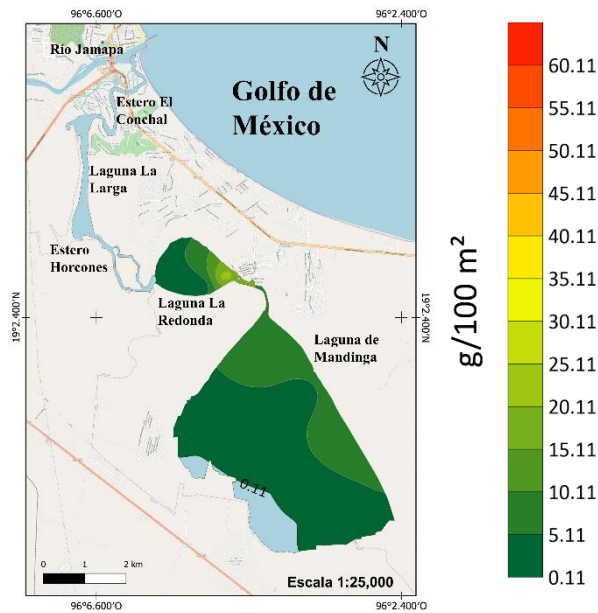 96°6.600'O
96°2.400'O
Río Jamapa
N
Estero El
Conchal
Golfo de
México
Laguna La
Larga
Estero
Horcones
Laguna La
Redonda
Laguna de
Mandinga
19°2.400'N
19°2.400'N
0.11
0
1
2 km
Escala 1:25,000
96°6.600'O
96°2.400'O
g/100 m²
60.11
55.11
50.11
45.11
40.11
35.11
30.11
25.11
20.11
15.11
10.11
5.11
0.11